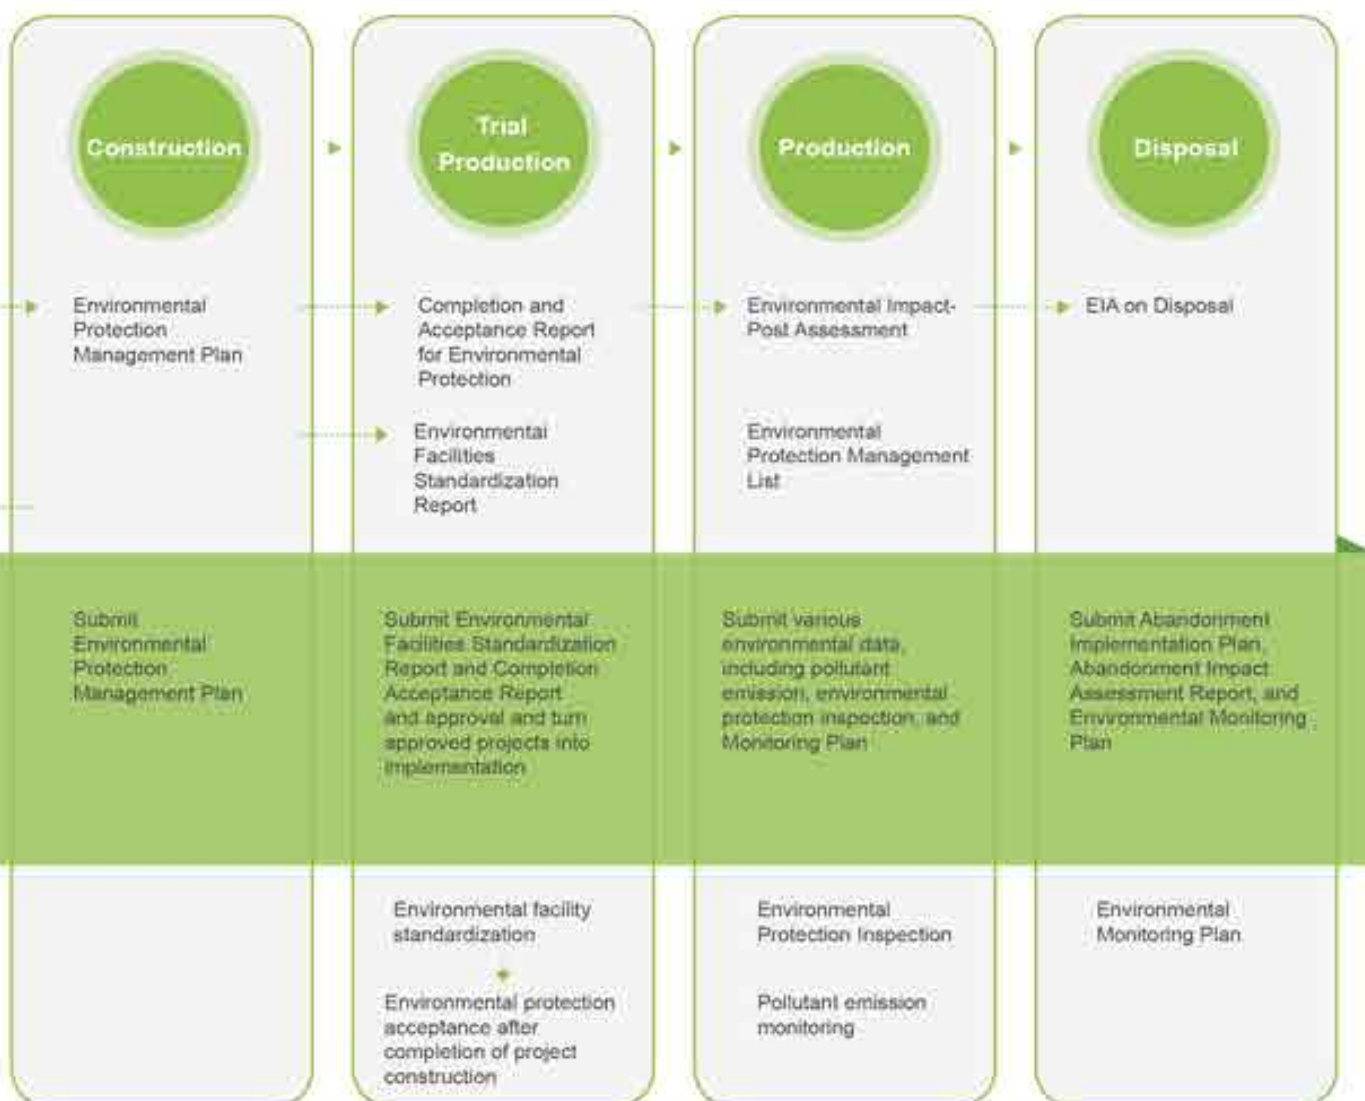 Construction
Trial
Production
Production
Disposal
Environmental
Protection
Management Plan
Completion and
Acceptance Report
for Environmental
Protection
Environmental
Facilities
Standardization
Report
Environmental Impact-
Post Assessment
Environmental
Protection Management
List
EIA on Disposal
Submit
Environmental
Protection
Management Plan
Submit Environmental
Facilities Standardization
Report and Completion
Acceptance Report
and approval and turn
approved projects into
implementation
Submit various
environmental data,
including pollutant
emission, environmental
protection inspection, and
Monitoring Plan
Submit Abandonment
Implementation Plan,
Abandonment Impact
Assessment Report, and
Environmental Monitoring
Plan
Environmental facility
standardization
Environmental protection
acceptance after
completion of project
construction
Environmental
Protection Inspection
Pollutant emission
monitoring
Environmental
Monitoring Plan